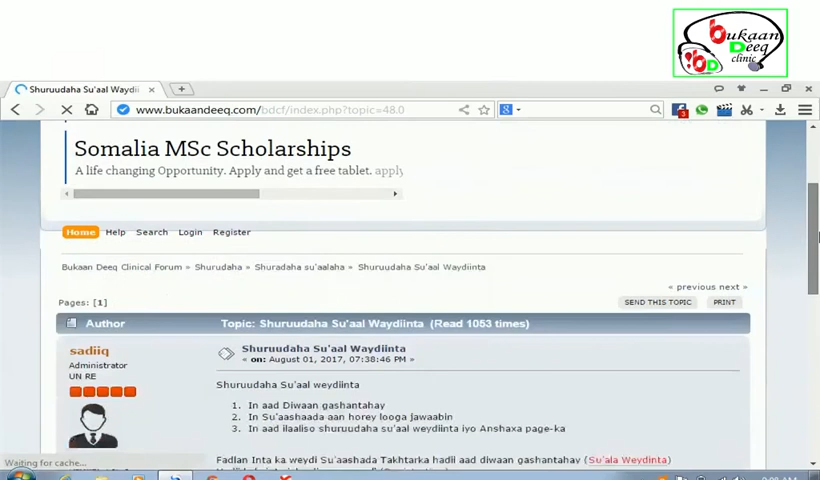 bukaan
Deeq
clinic
BD
Shuruudaha Su'aal Waydii
www.bukaandeeq.com/bdcf/index.php?topic=48.0
8
3
Somalia MSc Scholarships
A life changing Opportunity. Apply and get a free tablet. apply
Home Help Search Login Register
Bukaan Deeq Clinical Forum » Shurudaha » Shuradaha su'aalaha » Shuruudaha Su'aal Waydiinta
« previous next »
Pages: [1]
SEND THIS TOPIC PRINT
Author Topic: Shuruudaha Su'aal Waydiinta (Read 1053 times)
sadiiq
Administrator
UN RE
Shuruudaha Su'aal Waydiinta
« on: August 01, 2017, 07:38:46 PM »
Shuruudaha Su'aal weydiinta
1. In aad Diwaan gashantahay
2. In Su'aashaada aan horey looga jawaabin
3. In aad ilaaliso shuruudaha su'aal weydiinta iyo Anshaxa page-ka
Fadlan Inta ka weydi Su'aashada Takhtarka hadii aad diwaan gashantahay (Su'ala Weydinta)
Waiting for cache...